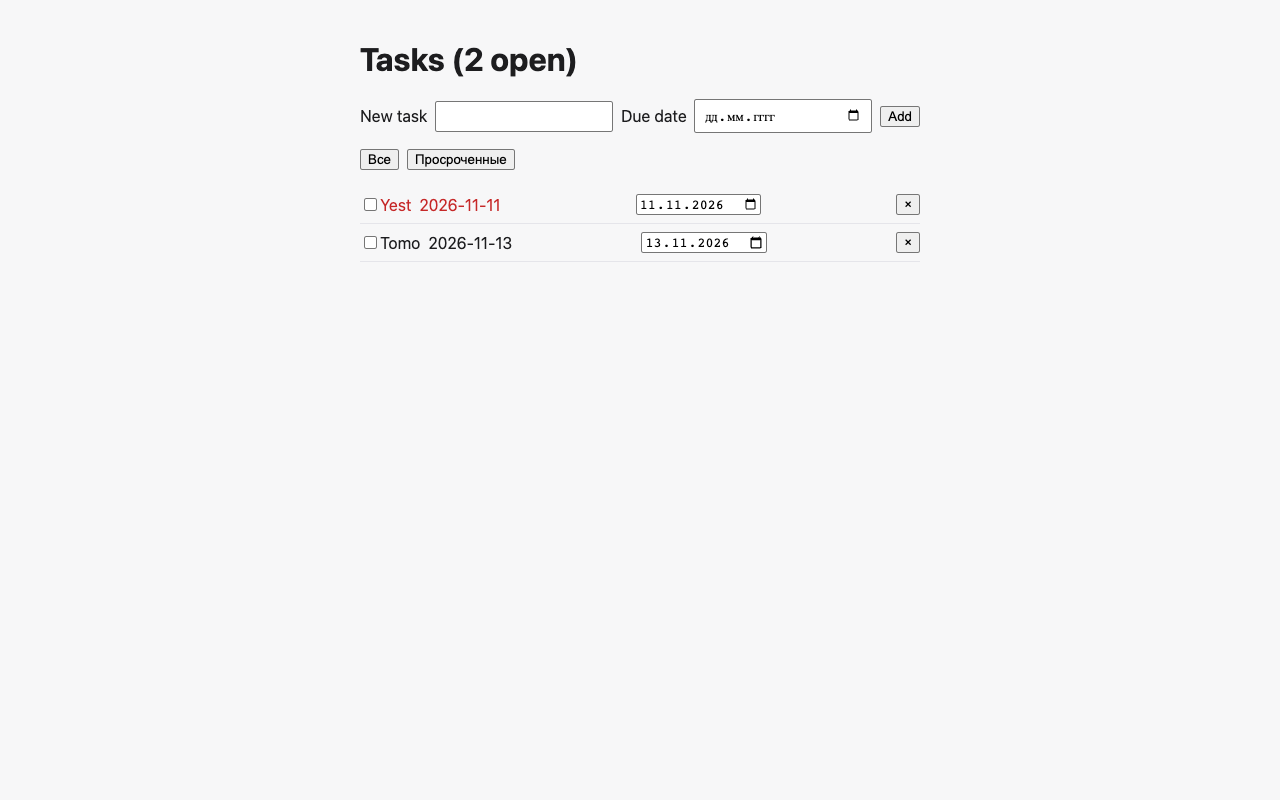 Tasks (2 open)
New task Due date дд.мм.гггг Add
Все Просроченные
Yest 2026-11-11 11.11.2026 ×
Tomo 2026-11-13 13.11.2026 ×